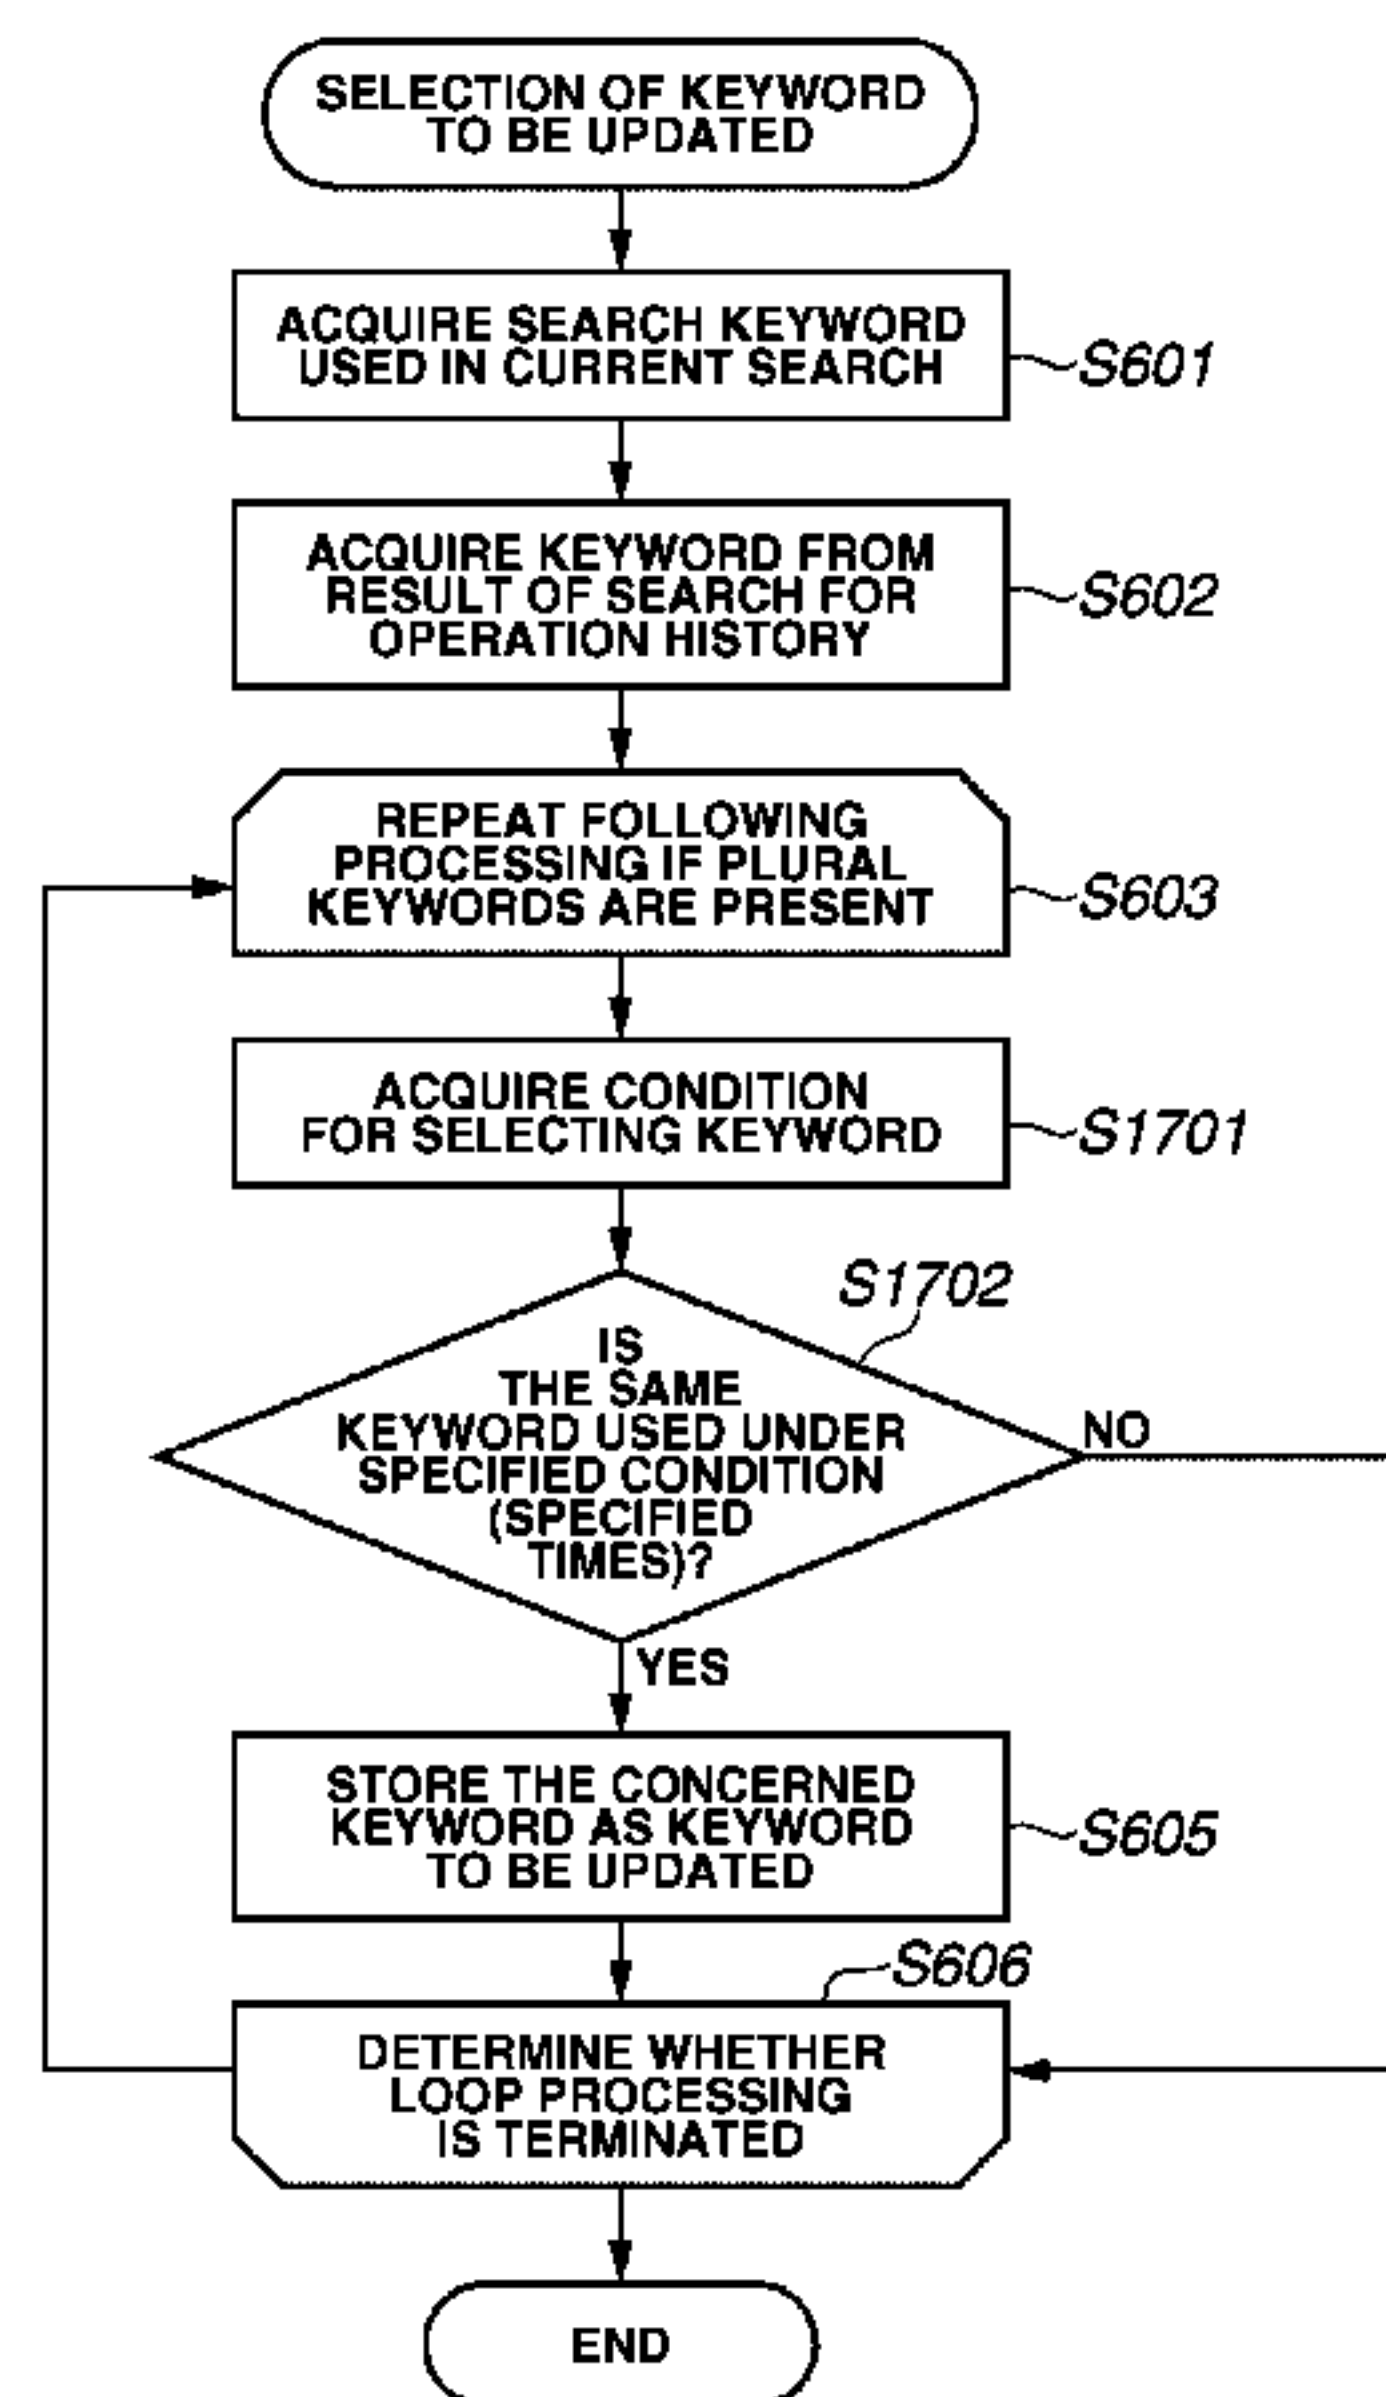 SELECTION OF KEYWORD
TO BE UPDATED
ACQUIRE SEARCH KEYWORD
USED IN CURRENT SEARCH
S601
ACQUIRE KEYWORD FROM
RESULT OF SEARCH FOR
OPERATION HISTORY
S602
REPEAT FOLLOWING
PROCESSING IF PLURAL
KEYWORDS ARE PRESENT
S603
ACQUIRE CONDITION
FOR SELECTING KEYWORD
S1701
S1702
IS
THE SAME
KEYWORD USED UNDER
SPECIFIED CONDITION
(SPECIFIED
TIMES)?
NO
YES
STORE THE CONCERNED
KEYWORD AS KEYWORD
TO BE UPDATED
S605
S606
DETERMINE WHETHER
LOOP PROCESSING
IS TERMINATED
END